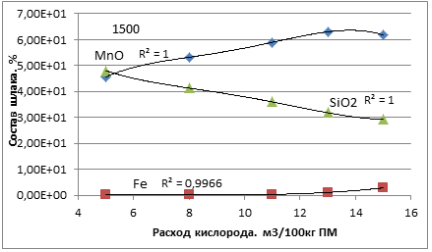 7,00E+01
1500
6,00E+01
MnO R² = 1
5,00E+01
4,00E+01
SiO2 R² = 1
3,00E+01
2,00E+01
1,00E+01
Fe R² = 0,9966
0,00E+00
4 6 8 10 12 14 16
Состав шлака, %
Расход кислорода. м3/100кг ПМ